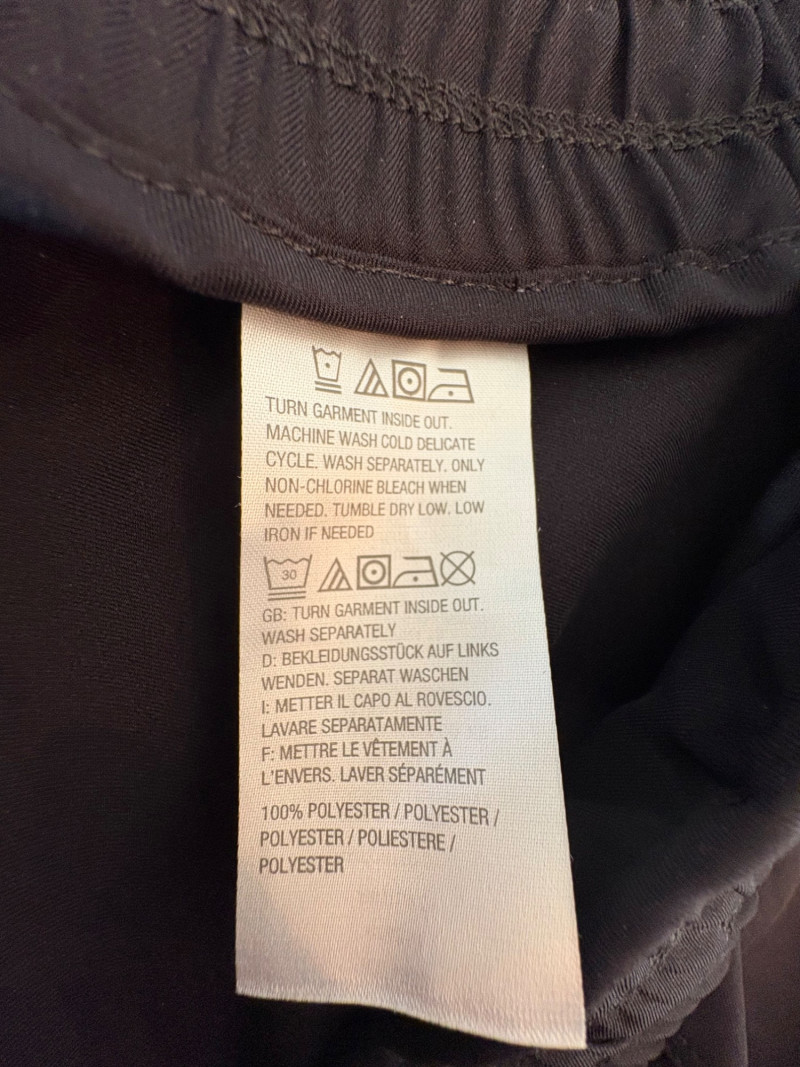 TURN GARMENT INSIDE OUT.
MACHINE WASH COLD DELICATE
CYCLE. WASH SEPARATELY. ONLY
NON-CHLORINE BLEACH WHEN
NEEDED. TUMBLE DRY LOW. LOW
IRON IF NEEDED
30
GB: TURN GARMENT INSIDE OUT.
WASH SEPARATELY
D: BEKLEIDUNGSSTÜCK AUF LINKS
WENDEN. SEPARAT WASCHEN
I: METTER IL CAPO AL ROVESCIO.
LAVARE SEPARATAMENTE
F: METTRE LE VÊTEMENT À
L'ENVERS. LAVER SÉPARÉMENT
100% POLYESTER / POLYESTER /
POLYESTER / POLIESTERE /
POLYESTER